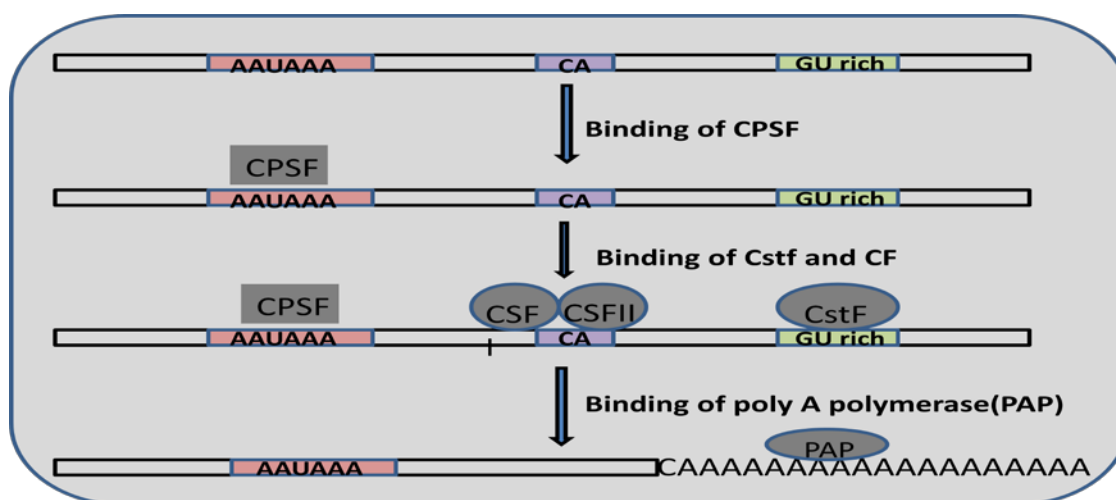 AAUAAA CA GU rich
Binding of CPSF
CPSF
AAUAAA CA GU rich
Binding of Cstf and CF
CPSF CSF CSFII CstF
AAUAAA CA GU rich
Binding of poly A polymerase(PAP)
PAP
AAUAAA CAAAAAAAAAAAAAAAAAAAA